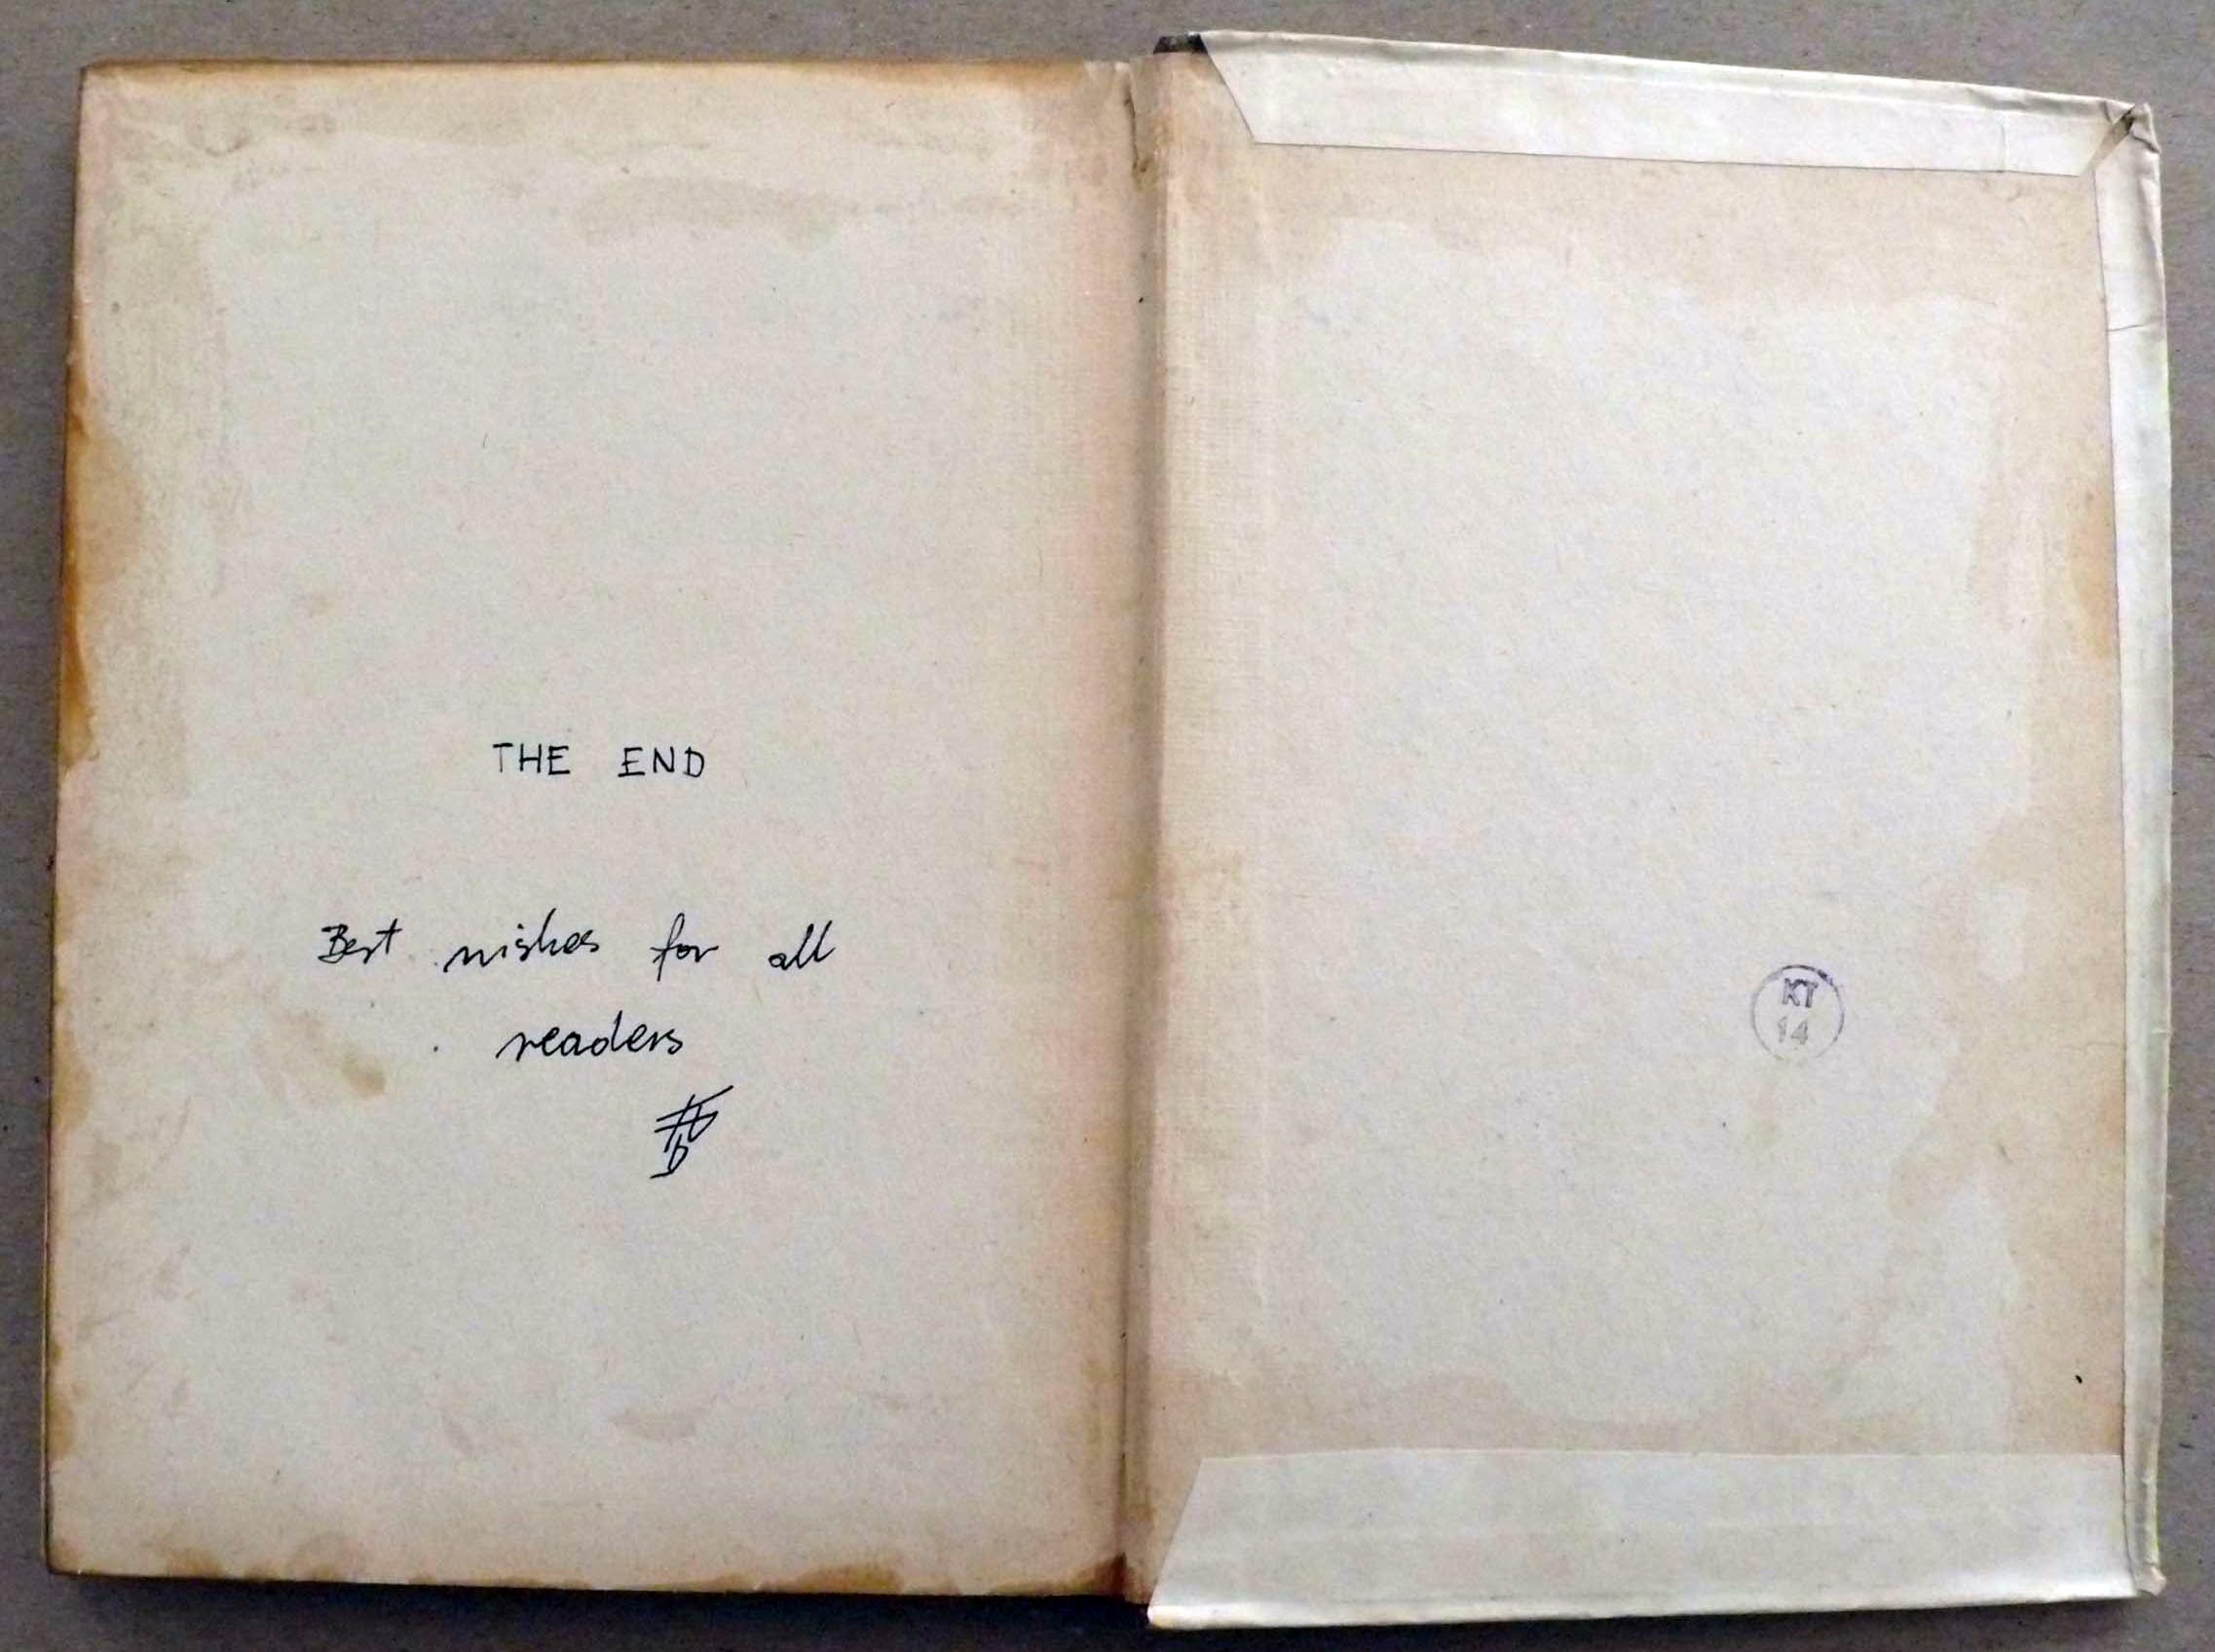 THE END
Best wishes for all
readers
KT
14